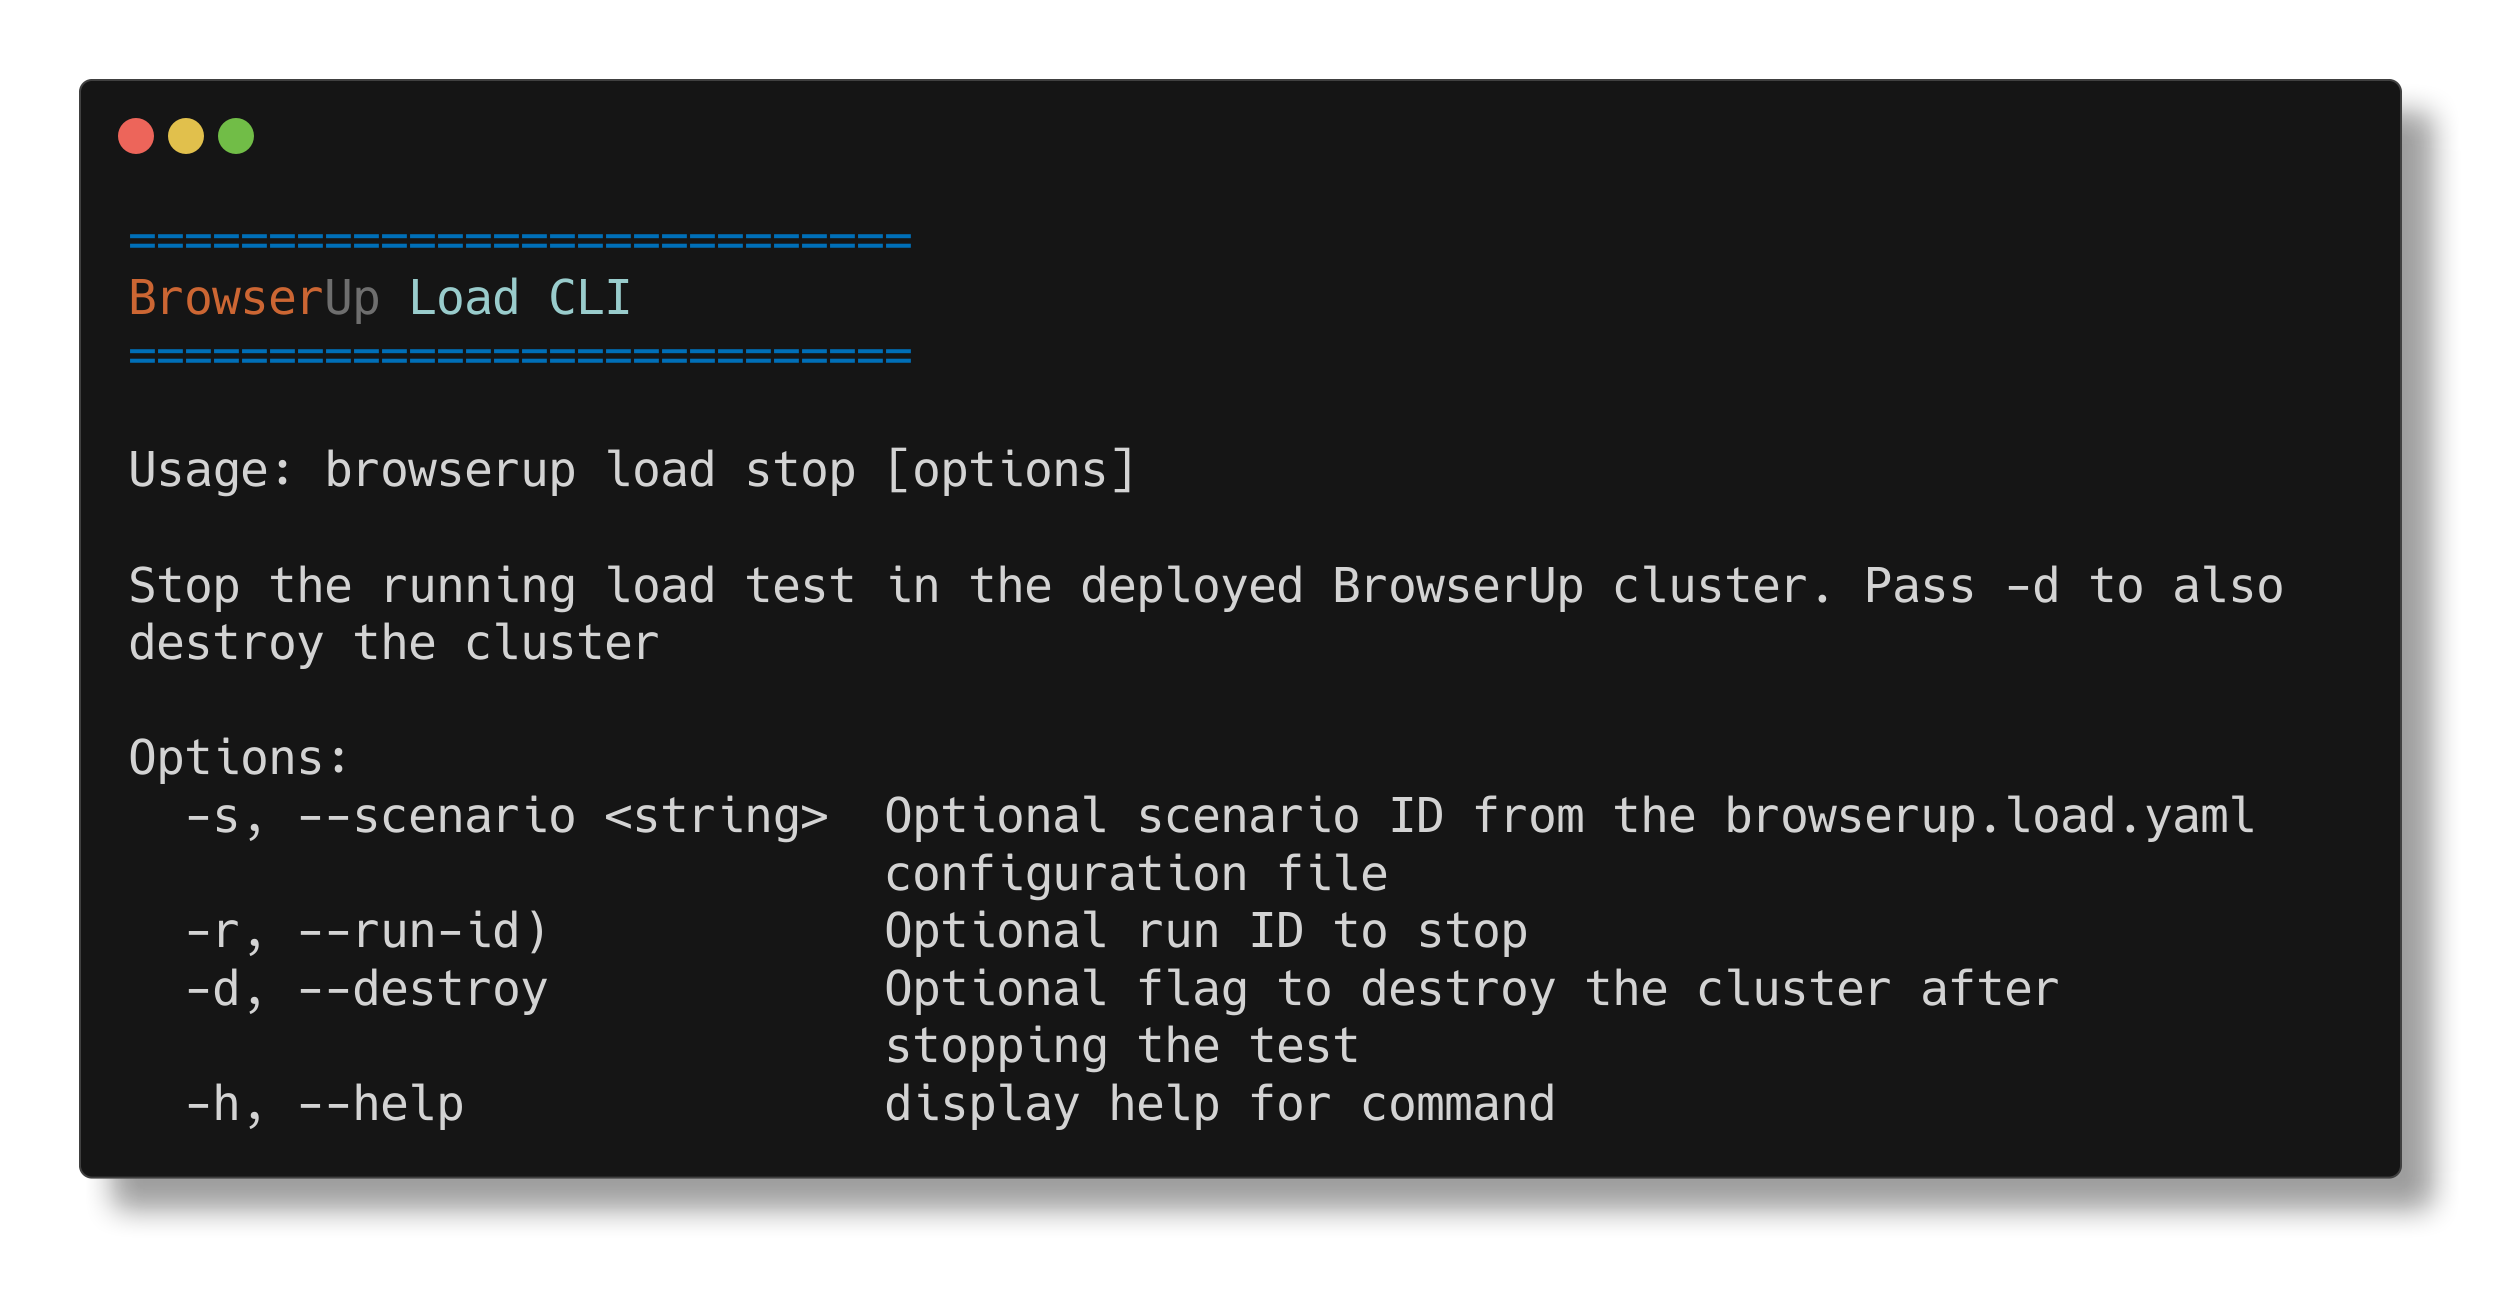 ============================
BrowserUp Load CLI
============================
Usage: browserup load stop [options]
Stop the running load test in the deployed BrowserUp cluster. Pass -d to also
destroy the cluster
Options:
  -s, --scenario <string>  Optional scenario ID from the browserup.load.yaml
                           configuration file
  -r, --run-id)            Optional run ID to stop
  -d, --destroy            Optional flag to destroy the cluster after
                           stopping the test
  -h, --help               display help for command